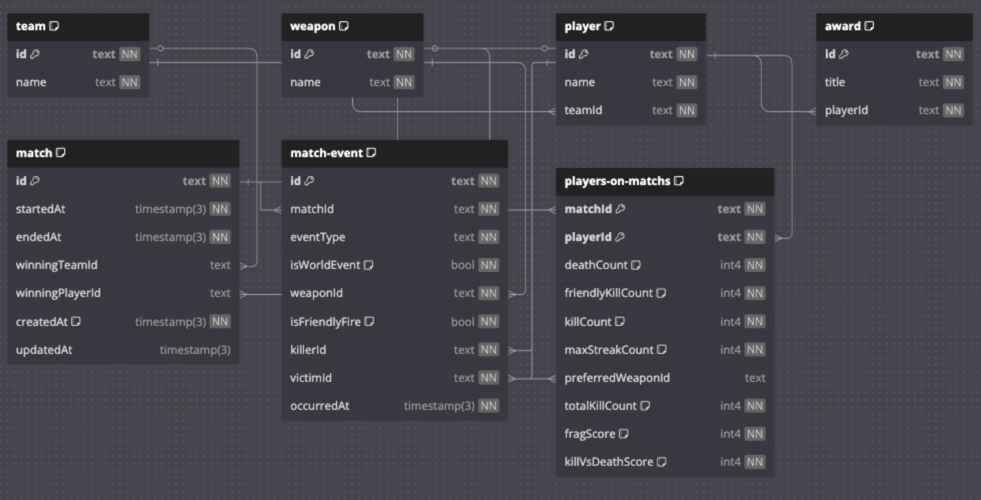 team
id text NN
name text NN
weapon
id text NN
name text NN
player
id text NN
name text NN
teamId text NN
award
id text NN
title text NN
playerId text NN
match
id text NN
startedAt timestamp(3) NN
endedAt timestamp(3) NN
winningTeamId text
winningPlayerId text
createdAt timestamp(3) NN
updatedAt timestamp(3)
match-event
id text NN
matchId text NN
eventType text NN
isWorldEvent bool NN
weaponId text NN
isFriendlyFire bool NN
killerId text NN
victimId text NN
occurredAt timestamp(3) NN
players-on-matchs
matchId text NN
playerId text NN
deathCount int4 NN
friendlyKillCount int4 NN
killCount int4 NN
maxStreakCount int4 NN
preferredWeaponId text
totalKillCount int4 NN
fragScore int4 NN
killVsDeathScore int4 NN